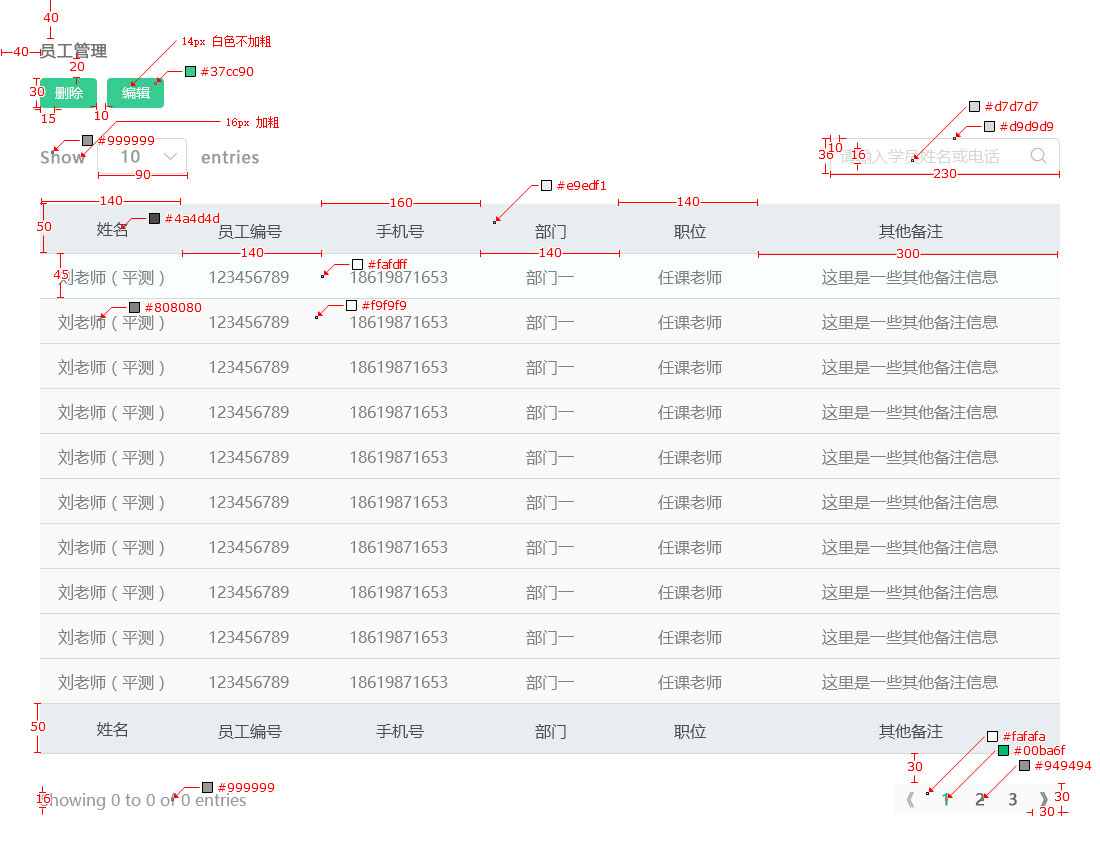 40
40
员工管理
14px 白色不加粗
20
#37cc90
30
删除
编辑
15
10
16px 加粗
#d7d7d7
#d9d9d9
#999999
Show
10
entries
90
36
10
16
请输入学员姓名或电话
230
#e9edf1
140
160
140
50
姓名
#4a4d4d
员工编号
手机号
部门
职位
其他备注
140
140
300
#fafdff
45
刘老师（平测） 123456789 18619871653 部门一 任课老师 这里是一些其他备注信息
#808080
#f9f9f9
刘老师（平测） 123456789 18619871653 部门一 任课老师 这里是一些其他备注信息
刘老师（平测） 123456789 18619871653 部门一 任课老师 这里是一些其他备注信息
刘老师（平测） 123456789 18619871653 部门一 任课老师 这里是一些其他备注信息
刘老师（平测） 123456789 18619871653 部门一 任课老师 这里是一些其他备注信息
刘老师（平测） 123456789 18619871653 部门一 任课老师 这里是一些其他备注信息
刘老师（平测） 123456789 18619871653 部门一 任课老师 这里是一些其他备注信息
刘老师（平测） 123456789 18619871653 部门一 任课老师 这里是一些其他备注信息
刘老师（平测） 123456789 18619871653 部门一 任课老师 这里是一些其他备注信息
刘老师（平测） 123456789 18619871653 部门一 任课老师 这里是一些其他备注信息
50
姓名 员工编号 手机号 部门 职位 其他备注
#fafafa
#00ba6f
#949494
30
#999999
16
Showing 0 to 0 of 0 entries
《 1 2 3 》
30
30